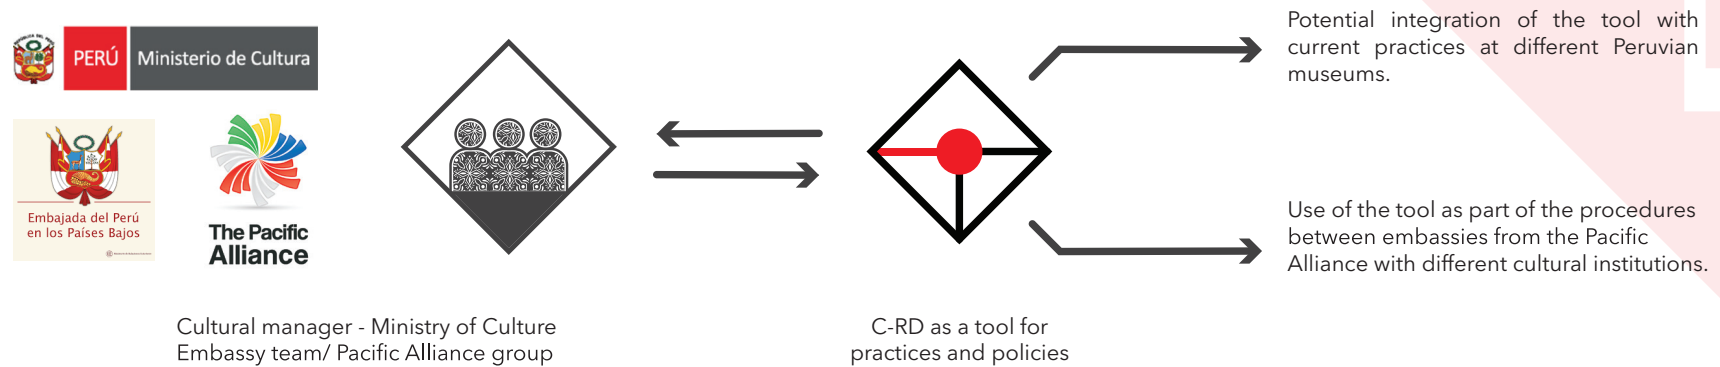 PERÚ
Ministerio de Cultura
Embajada del Perú
en los Países Bajos
The Pacific
Alliance
Cultural manager - Ministry of Culture
Embassy team/ Pacific Alliance group
C-RD as a tool for
practices and policies
Potential integration of the tool with
current practices at different Peruvian
museums.
Use of the tool as part of the procedures
between embassies from the Pacific
Alliance with different cultural institutions.